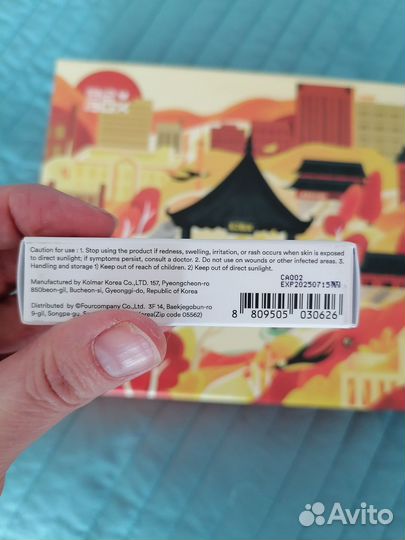 BOX
Caution for use : 1. Stop using the product if redness, swelling, irritation, or rash occurs when skin is exposed
to direct sunlight; if symptoms persist, consult a doctor. 2. Do not use on wounds or other infected areas. 3.
Handling and storage 1) Keep out of reach of children. 2) Keep out of direct sunlight.
CA002
EXP20250715
Manufactured by Kolmar Korea Co.,LTD. 157, Pyeongcheon-ro
850beon-gil, Bucheon-si, Gyeonggi-do, Republic of Korea
Distributed by ©Fourcompany Co.,Ltd. 3F, 14, Baekjegobun-ro
9-gil, Songpa-gu, Korea(Zip code 05562)
8 809505 030626
Avito